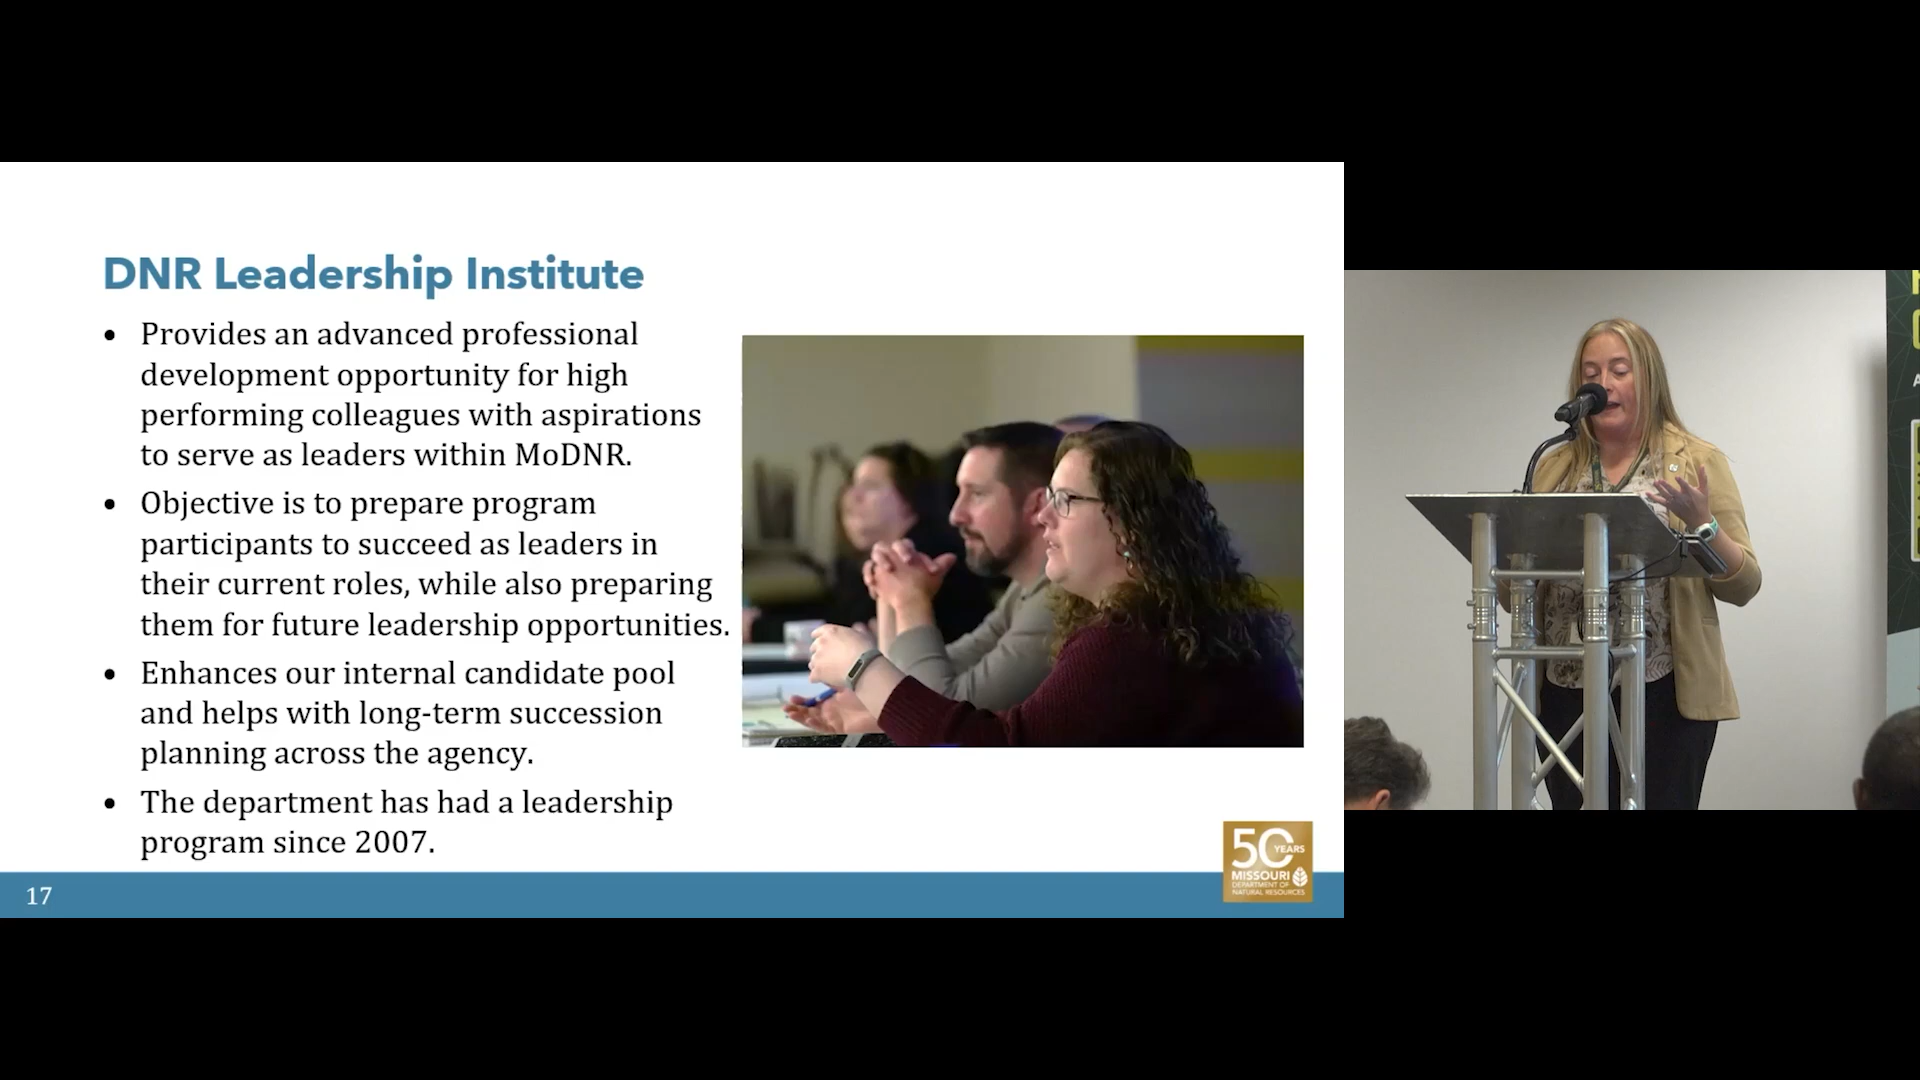 DNR Leadership Institute
• Provides an advanced professional
development opportunity for high
performing colleagues with aspirations
to serve as leaders within MoDNR.
• Objective is to prepare program
participants to succeed as leaders in
their current roles, while also preparing
them for future leadership opportunities.
• Enhances our internal candidate pool
and helps with long-term succession
planning across the agency.
• The department has had a leadership
program since 2007.
50 YEARS
MISSOURI
DEPARTMENT OF
NATURAL RESOURCES
17